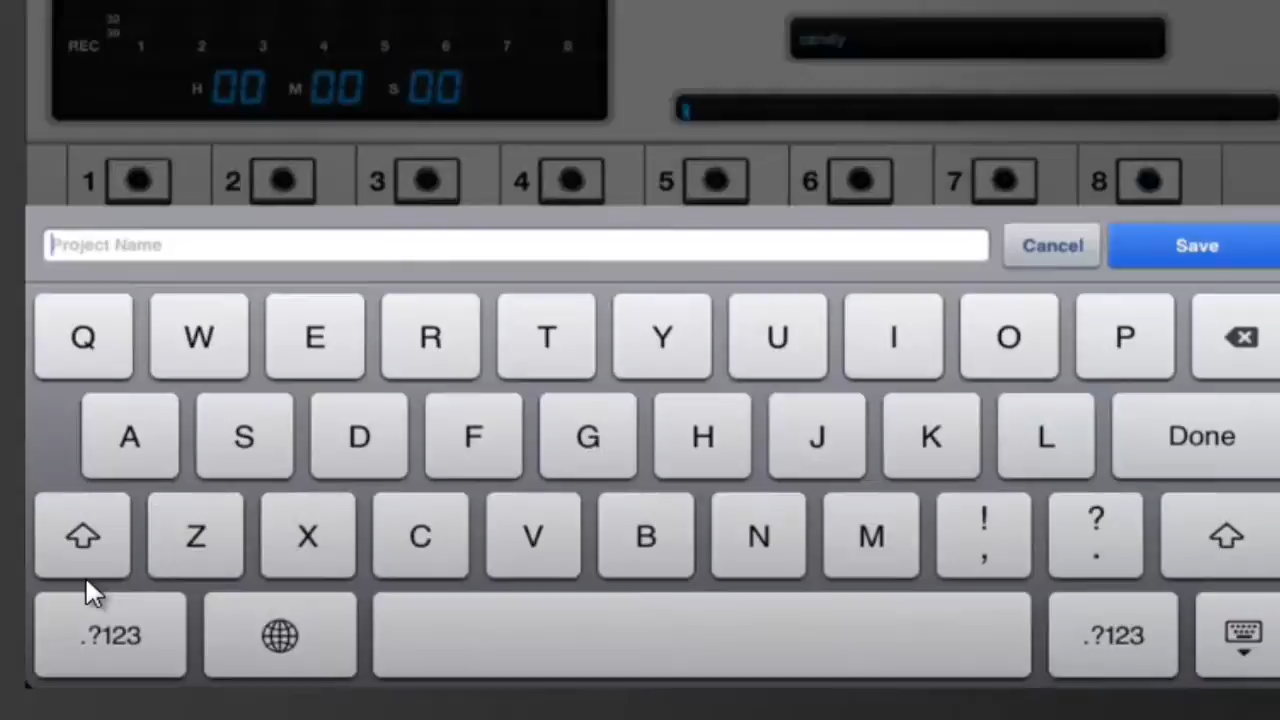 REC 1 2 3 4 5 6 7 8
H 00 M 00 S 00
1 2 3 4 5 6 7 8
Project Name Cancel Save
Q W E R T Y U I O P
A S D F G H J K L Done
Z X C V B N M ! , ? .
.?123 .?123